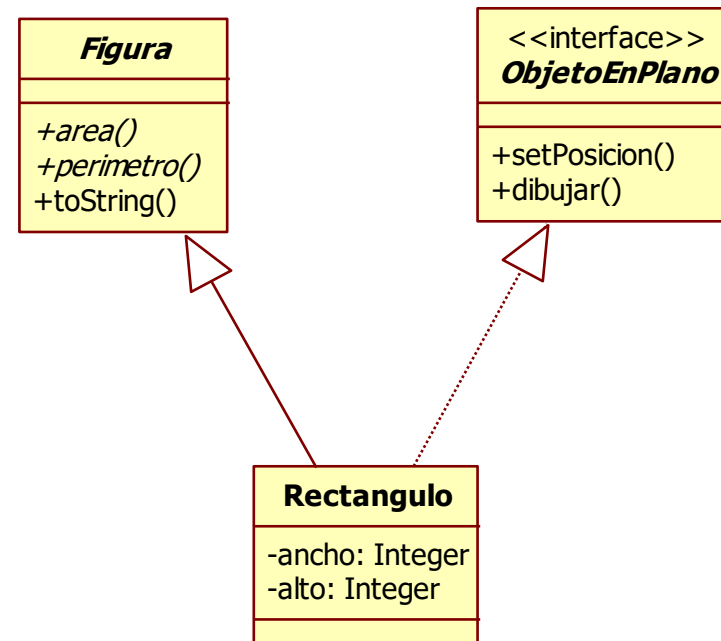 Figura
+area()
+perimetro()
+toString()
<<interface>>
ObjetoEnPlano
+setPosicion()
+dibujar()
Rectangulo
-ancho: Integer
-alto: Integer